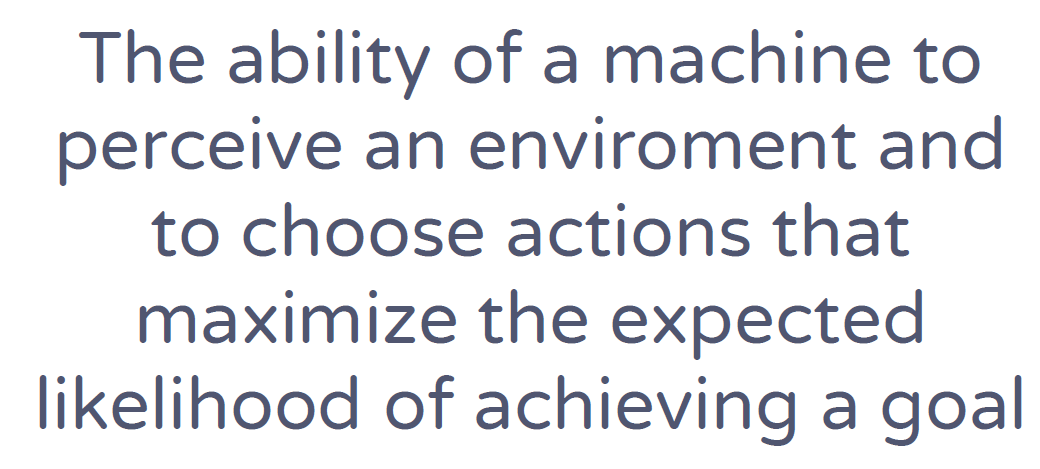 The ability of a machine to
perceive an enviroment and
to choose actions that
maximize the expected
likelihood of achieving a goal